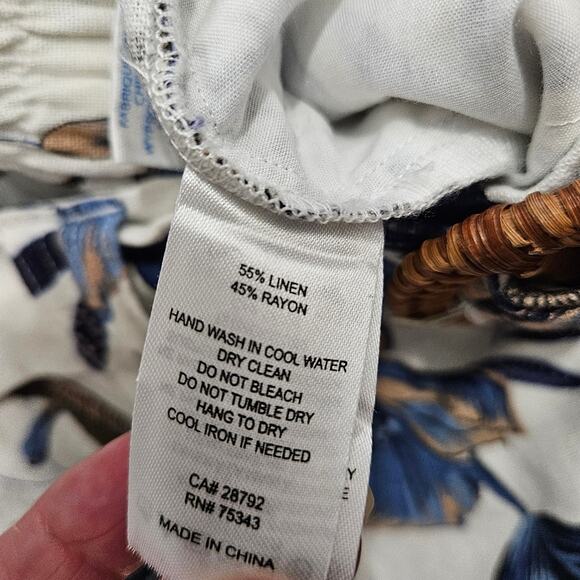 55% LINEN
45% RAYON
HAND WASH IN COOL WATER
DRY CLEAN
DO NOT BLEACH
DO NOT TUMBLE DRY
HANG TO DRY
COOL IRON IF NEEDED
CA# 28792
RN# 75343
MADE IN CHINA
Y
E